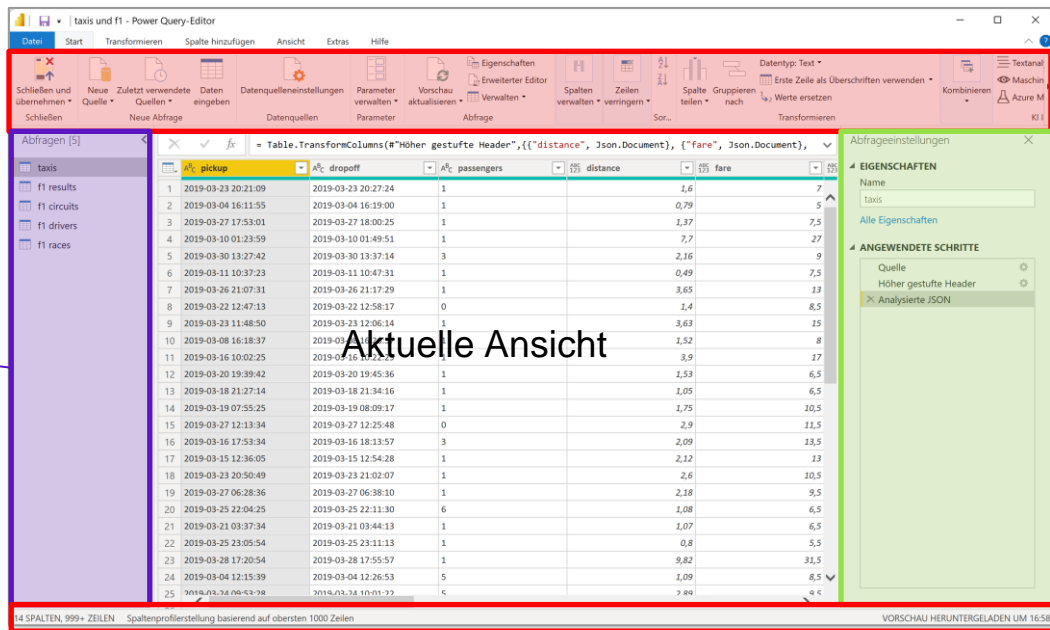 taxis und f1 - Power Query-Editor
Datei Start Transformieren Spalte hinzufügen Ansicht Extras Hilfe
Schließen und übernehmen
Neue Quelle
Zuletzt verwendete Quellen
Daten eingeben
Datenquelleneinstellungen
Parameter verwalten
Vorschau aktualisieren
Eigenschaften
Erweiterter Editor
Verwalten
Spalten verwalten
Zeilen verringern
Spalte teilen
Gruppieren nach
Datentyp: Text
Erste Zeile als Überschriften verwenden
Werte ersetzen
Kombinieren
Textanal
Maschin
Azure M
Schließen Neue Abfrage Datenquellen Parameter Abfrage Sor... Transformieren KI I
Abfragen [5]
taxis
f1 results
f1 circuits
f1 drivers
f1 races
fx = Table.TransformColumns(#"Höher gestufte Header",{{"distance", Json.Document}, {"fare", Json.Document},
pickup dropoff passengers distance fare
1 2019-03-23 20:21:09 2019-03-23 20:27:24 1 1,6 7
2 2019-03-04 16:11:55 2019-03-04 16:19:00 1 0,79 5
3 2019-03-27 17:53:01 2019-03-27 18:00:25 1 1,37 7,5
4 2019-03-10 01:23:59 2019-03-10 01:49:51 1 7,7 27
5 2019-03-30 13:27:42 2019-03-30 13:37:14 3 2,16 9
6 2019-03-11 10:37:23 2019-03-11 10:47:31 1 0,49 7,5
7 2019-03-26 21:07:31 2019-03-26 21:17:29 1 3,65 13
8 2019-03-22 12:47:13 2019-03-22 12:58:17 0 1,4 8,5
9 2019-03-23 11:48:50 2019-03-23 12:06:14 1 3,63 15
10 2019-03-08 16:18:37 1 1,52 8
Aktuelle Ansicht
11 2019-03-16 10:02:25 2019-03-16 10:22:29 1 3,9 17
12 2019-03-20 19:39:42 2019-03-20 19:45:36 1 1,53 6,5
13 2019-03-18 21:27:14 2019-03-18 21:34:16 1 1,05 6,5
14 2019-03-19 07:55:25 2019-03-19 08:09:17 1 1,75 10,5
15 2019-03-27 12:13:34 2019-03-27 12:25:48 0 2,9 11,5
16 2019-03-16 17:53:34 2019-03-16 18:13:57 3 2,09 13,5
17 2019-03-15 12:36:05 2019-03-15 12:54:28 1 2,12 13
18 2019-03-23 20:50:49 2019-03-23 21:02:07 1 2,6 10,5
19 2019-03-27 06:28:36 2019-03-27 06:38:10 1 2,18 9,5
20 2019-03-25 22:04:25 2019-03-25 22:11:30 6 1,08 6,5
21 2019-03-21 03:37:34 2019-03-21 03:44:13 1 1,07 6,5
22 2019-03-25 23:05:54 2019-03-25 23:11:13 1 0,8 5,5
23 2019-03-28 17:20:54 2019-03-28 17:55:57 1 9,82 31,5
24 2019-03-04 12:15:39 2019-03-04 12:26:53 5 1,09 8,5
25 2019-03-24 09:53:28 2019-03-24 10:01:22 5 2,89 9,5
Abfrageeinstellungen
EIGENSCHAFTEN
Name
taxis
Alle Eigenschaften
ANGEWENDETE SCHRITTE
Quelle
Höher gestufte Header
Analysierte JSON
14 SPALTEN, 999+ ZEILEN Spaltenprofilerstellung basierend auf obersten 1000 Zeilen VORSCHAU HERUNTERGELADEN UM 16:58